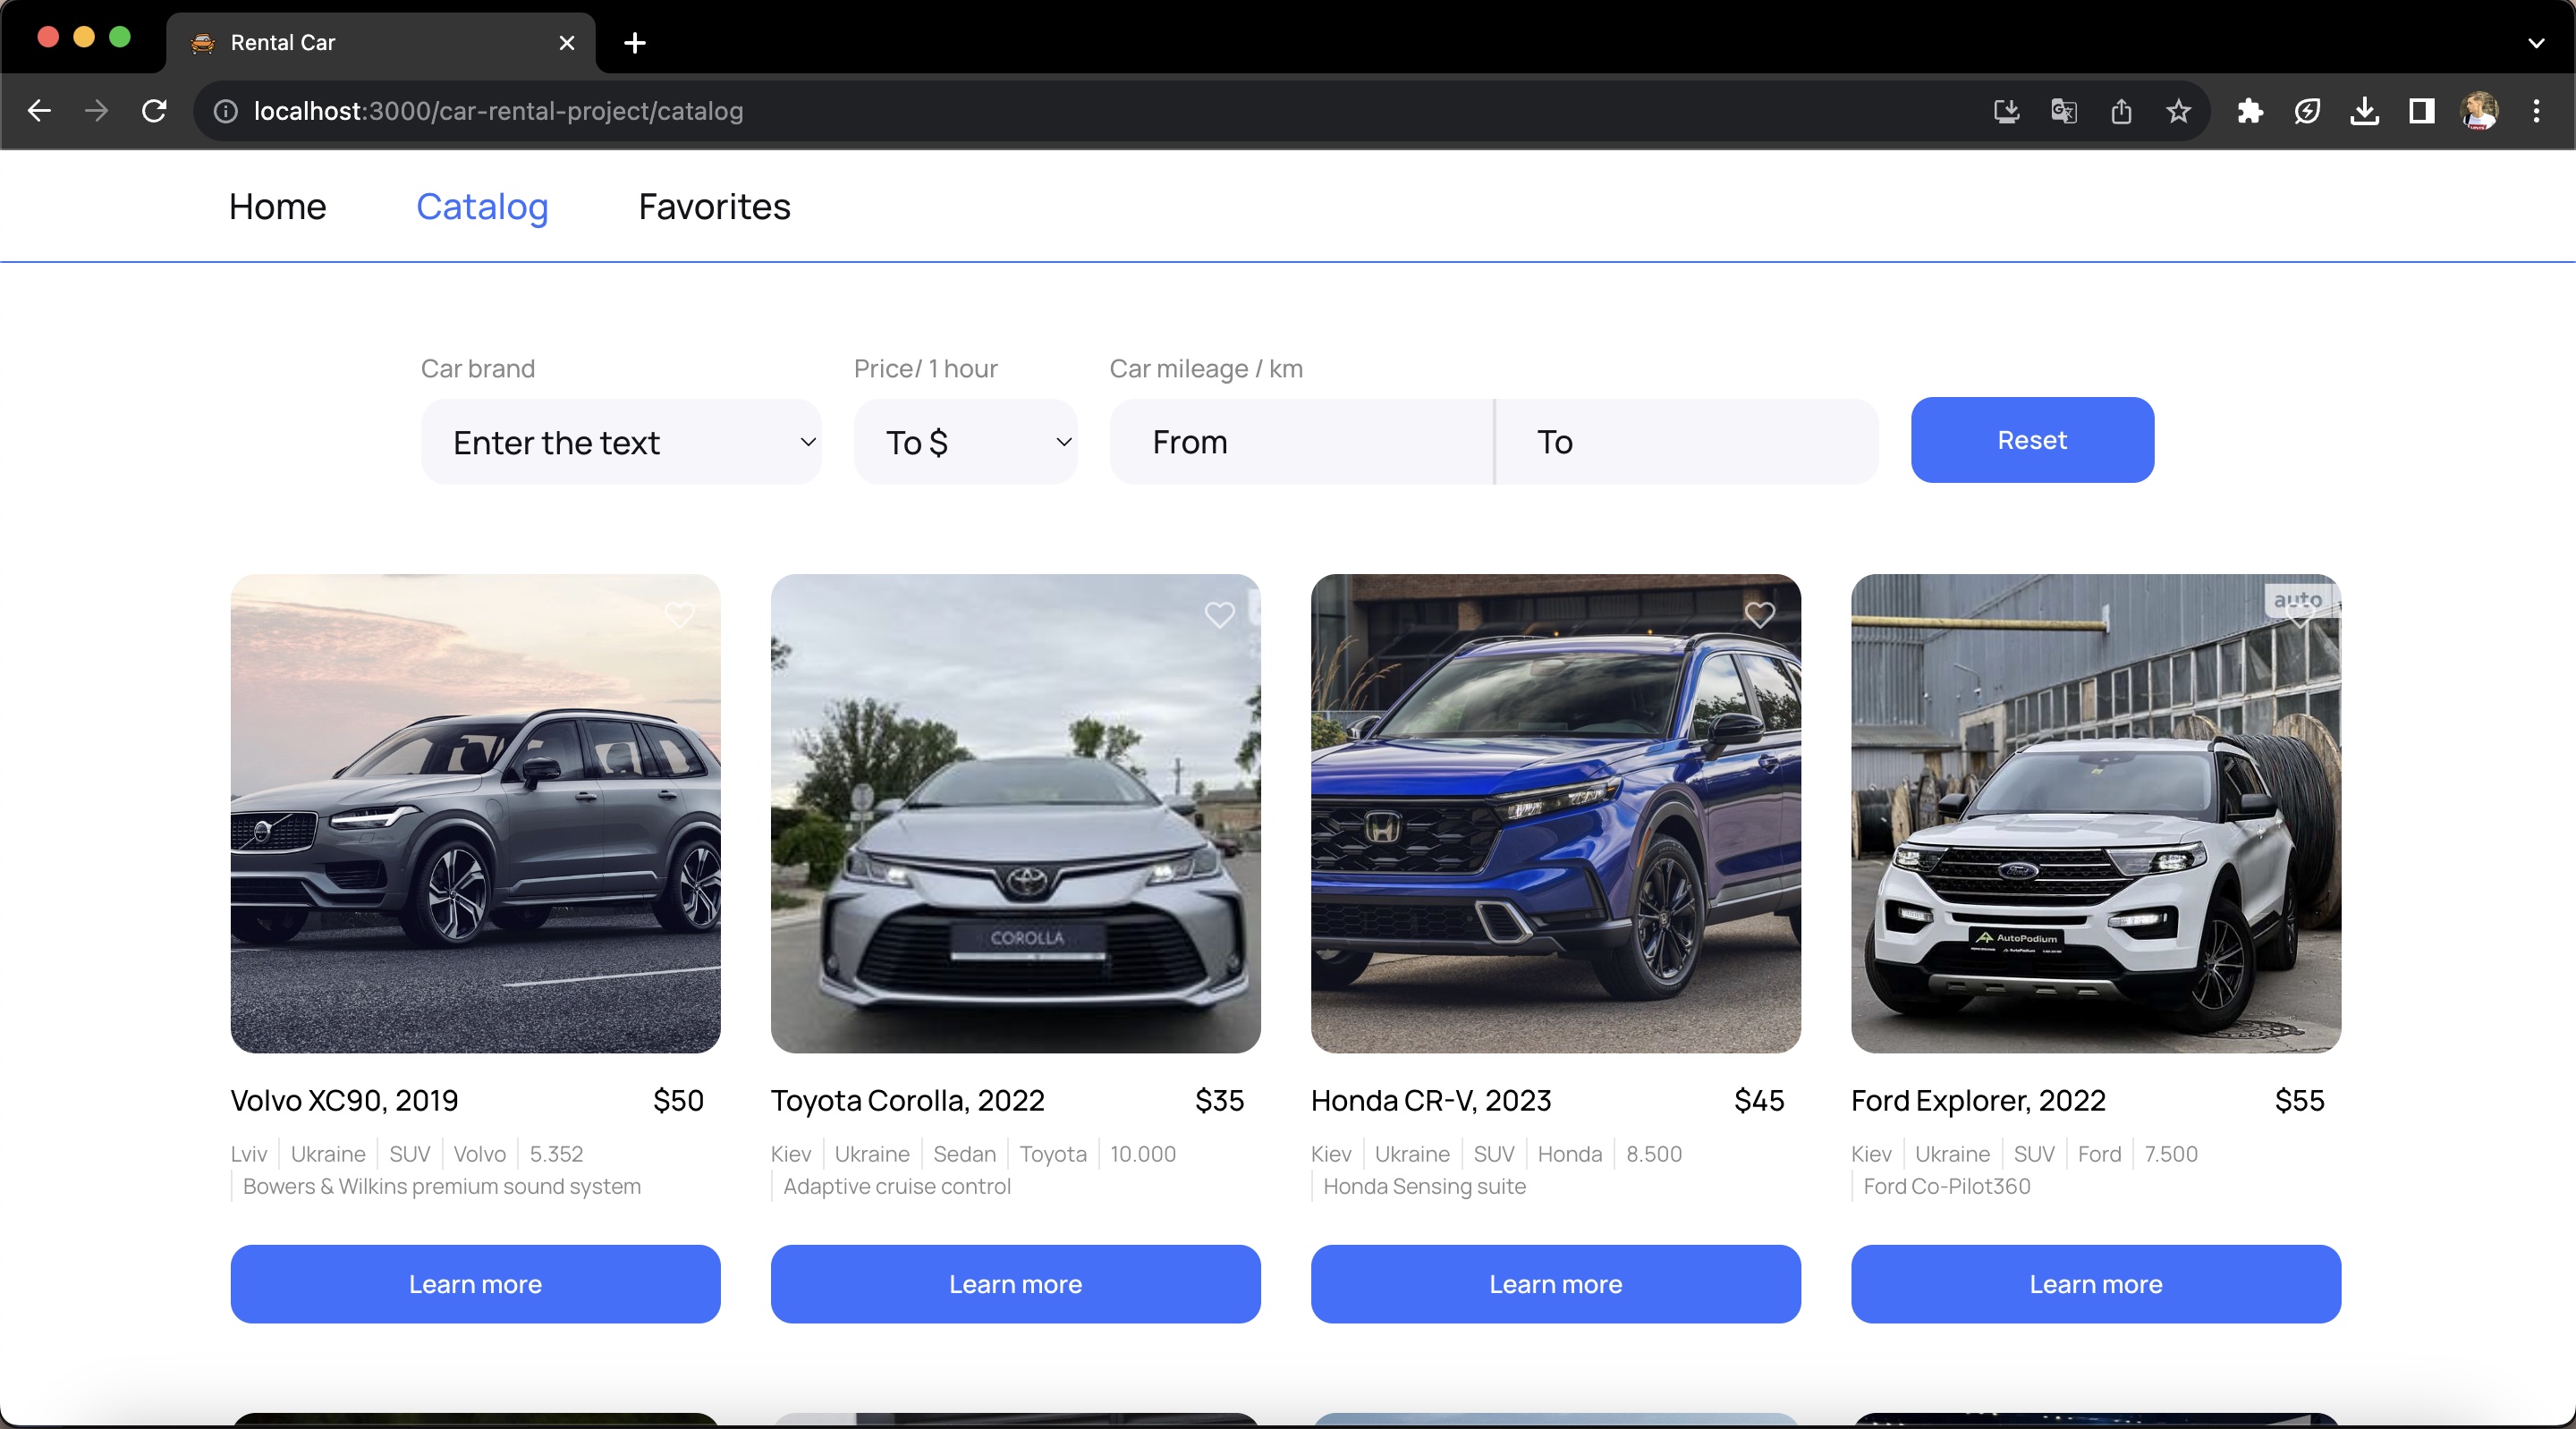 Rental Car
localhost:3000/car-rental-project/catalog
Home Catalog Favorites
Car brand Price/ 1 hour Car mileage / km
Enter the text To $ From To Reset
auto
COROLLA
Ford
AutoPodium
Volvo XC90, 2019 $50 Toyota Corolla, 2022 $35 Honda CR-V, 2023 $45 Ford Explorer, 2022 $55
Lviv Ukraine SUV Volvo 5.352 Kiev Ukraine Sedan Toyota 10.000 Kiev Ukraine SUV Honda 8.500 Kiev Ukraine SUV Ford 7.500
Bowers & Wilkins premium sound system Adaptive cruise control Honda Sensing suite Ford Co-Pilot360
Learn more Learn more Learn more Learn more